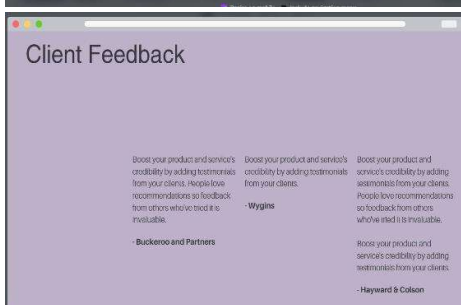 Client Feedback
Boost your product and service's
credibility by adding testimonials
from your clients. People love
recommendations so feedback
from others who've tried it is
invaluable.
- Buckeroo and Partners
Boost your product and service's
credibility by adding testimonials
from your clients.
- Wygins
Boost your product and
service's credibility by adding
testimonials from your clients.
People love recommendations
so feedback from others
who've tried it is invaluable.
Boost your product and
service's credibility by adding
testimonials from your clients.
- Hayward & Colson